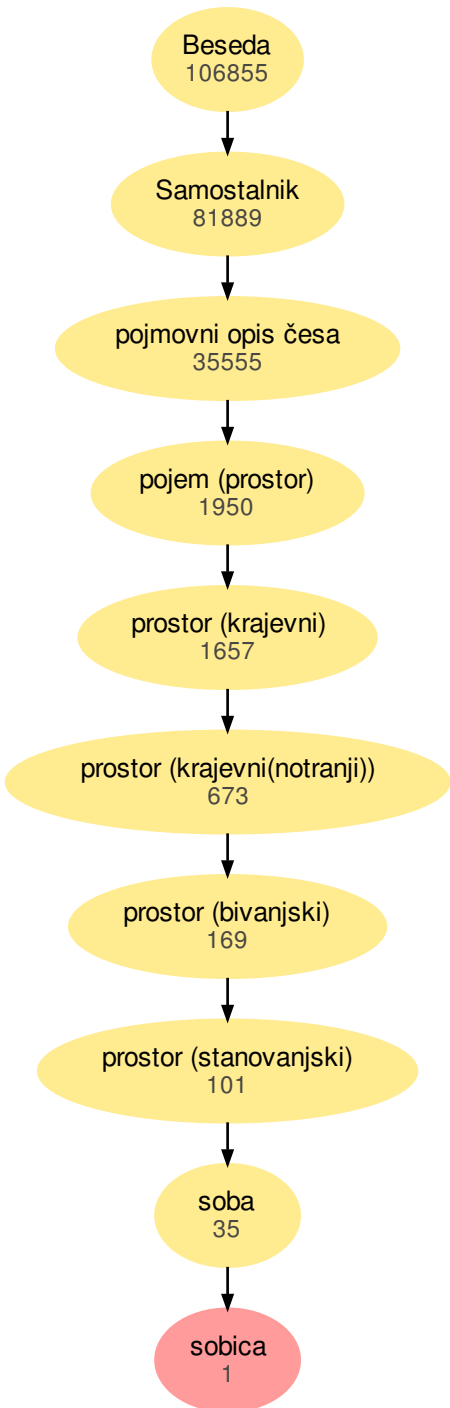 Beseda
106855
Samostalnik
81889
pojmovni opis česa
35555
pojem (prostor)
1950
prostor (krajevni)
1657
prostor (krajevni(notranji))
673
prostor (bivanjski)
169
prostor (stanovanjski)
101
soba
35
sobica
1